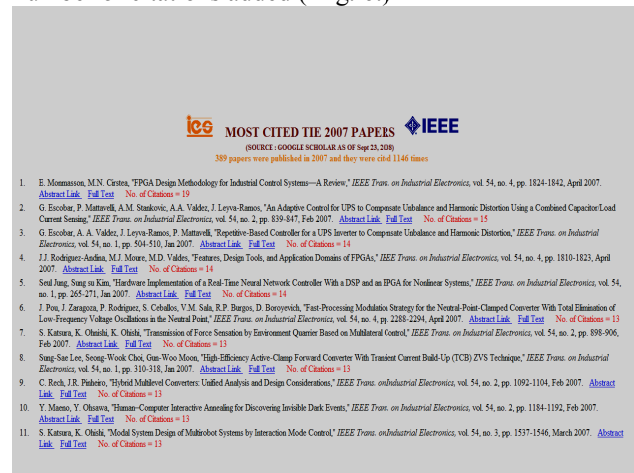 ies MOST CITED TIE 2007 PAPERS IEEE
(SOURCE : GOOGLE SCHOLAR AS OF Sept 23, 2008)
389 papers were published in 2007 and they were cited 1146 times
1. E. Monmasson, M.N. Cirstea, "FPGA Design Methodology for Industrial Control Systems—A Review," IEEE Tran. on Industrial Electronics, vol. 54, no. 4, pp. 1824-1842, April 2007.
Abstract Link Full Text No. of Citations = 19
2. G. Escobar, P. Mattavelli, A.M. Stankovic, A.A. Valdez, J. Leyva-Ramos, "An Adaptive Control for UPS to Compensate Unbalance and Harmonic Distortion Using a Combined Capacitor/Load
Current Sensing," IEEE Trans. on Industrial Electronics, vol. 54, no. 2, pp. 839-847, Feb 2007. Abstract Link Full Text No. of Citations = 15
3. G. Escobar, A. A. Valdez, J. Leyva-Ramos, P. Mattavelli, "Repetitive-Based Controller for a UPS Inverter to Compensate Unbalance and Harmonic Distortion," IEEE Trans. on Industrial
Electronics, vol. 54, no. 1, pp. 504-510, Jan 2007. Abstract Link Full Text No. of Citations = 14
4. J.J. Rodriguez-Andina, M.J. Moure, M.D. Valdes, "Features, Design Tools, and Application Domains of FPGAs," IEEE Trans. on Industrial Electronics, vol. 54, no. 4, pp. 1810-1823, April
2007. Abstract Link Full Text No. of Citations = 14
5. Seul Jung, Sung su Kim, "Hardware Implementation of a Real-Time Neural Network Controller With a DSP and an FPGA for Nonlinear Systems," IEEE Trans. on Industrial Electronics, vol. 54,
no. 1, pp. 265-271, Jan 2007. Abstract Link Full Text No. of Citations = 14
6. J. Pou, J. Zaragoza, P. Rodriguez, S. Ceballos, V.M. Sala, R.P. Burgos, D. Boroyevich, "Fast-Processing Modulation Strategy for the Neutral-Point-Clamped Converter With Total Elimination of
Low-Frequency Voltage Oscillations in the Neutral Point," IEEE Trans. on Industrial Electronics, vol. 54, no. 4, pj. 2288-2294, April 2007. Abstract Link Full Text No. of Citations = 13
7. S. Katsura, K. Ohnishi, K. Ohishi, "Transmission of Force Sensation by Environment Quarrier Based on Multilateral Control," IEEE Trans. on Industrial Electronics, vol. 54, no. 2, pp. 898-906,
Feb 2007. Abstract Link Full Text No. of Citations = 13
8. Sung-Sae Lee, Seong-Wook Choi, Gun-Woo Moon, "High-Efficiency Active-Clamp Forward Converter With Transient Current Build-Up (TCB) ZVS Technique," IEEE Trans. on Industrial
Electronics, vol. 54, no. 1, pp. 310-318, Jan 2007. Abstract Link Full Text No. of Citations = 13
9. C. Rech, J.R. Pinheiro, "Hybrid Multilevel Converters: Unified Analysis and Design Considerations," IEEE Trans. on Industrial Electronics, vol. 54, no. 2, pp. 1092-1104, Feb 2007. Abstract
Link Full Text No. of Citations = 13
10. Y. Maeno, Y. Ohsawa, "Human–Computer Interactive Annealing for Discovering Invisible Dark Events," IEEE Tran. on Industrial Electronics, vol. 54, no. 2, pp. 1184-1192, Feb 2007.
Abstract Link Full Text No. of Citations = 13
11. S. Katsura, K. Ohishi, "Modal System Design of Multirobot Systems by Interaction Mode Control," IEEE Trans. on Industrial Electronics, vol. 54, no. 3, pp. 1537-1546, March 2007. Abstract
Link Full Text No. of Citations = 13